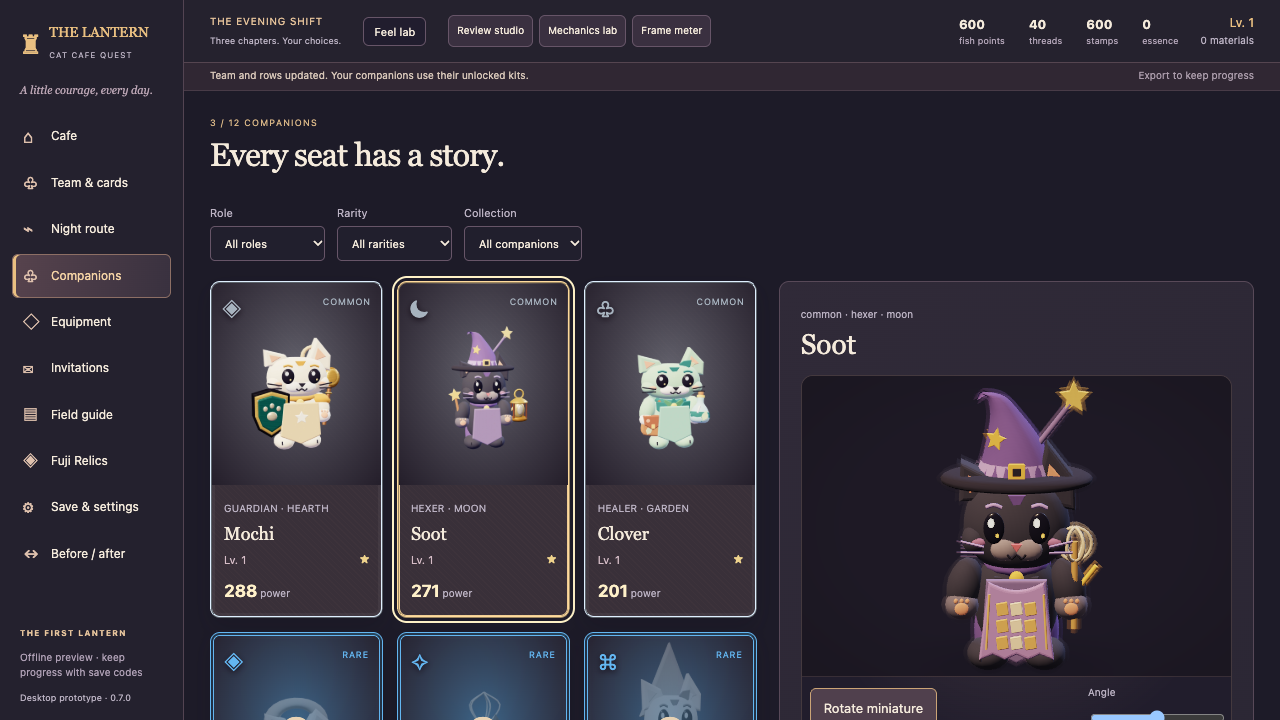 THE LANTERN
CAT CAFE QUEST
A little courage, every day.
Cafe
Team & cards
Night route
Companions
Equipment
Invitations
Field guide
Fuji Relics
Save & settings
Before / after
THE FIRST LANTERN
Offline preview · keep
progress with save codes
Desktop prototype · 0.7.0
THE EVENING SHIFT
Three chapters. Your choices.
Feel lab
Review studio
Mechanics lab
Frame meter
600
fish points
40
threads
600
stamps
0
essence
Lv. 1
0 materials
Team and rows updated. Your companions use their unlocked kits.
Export to keep progress
3 / 12 COMPANIONS
Every seat has a story.
Role
Rarity
Collection
All roles
All rarities
All companions
COMMON
GUARDIAN · HEARTH
Mochi
Lv. 1
288 power
COMMON
HEXER · MOON
Soot
Lv. 1
271 power
COMMON
HEALER · GARDEN
Clover
Lv. 1
201 power
RARE
RARE
RARE
common · hexer · moon
Soot
Rotate miniature
Angle